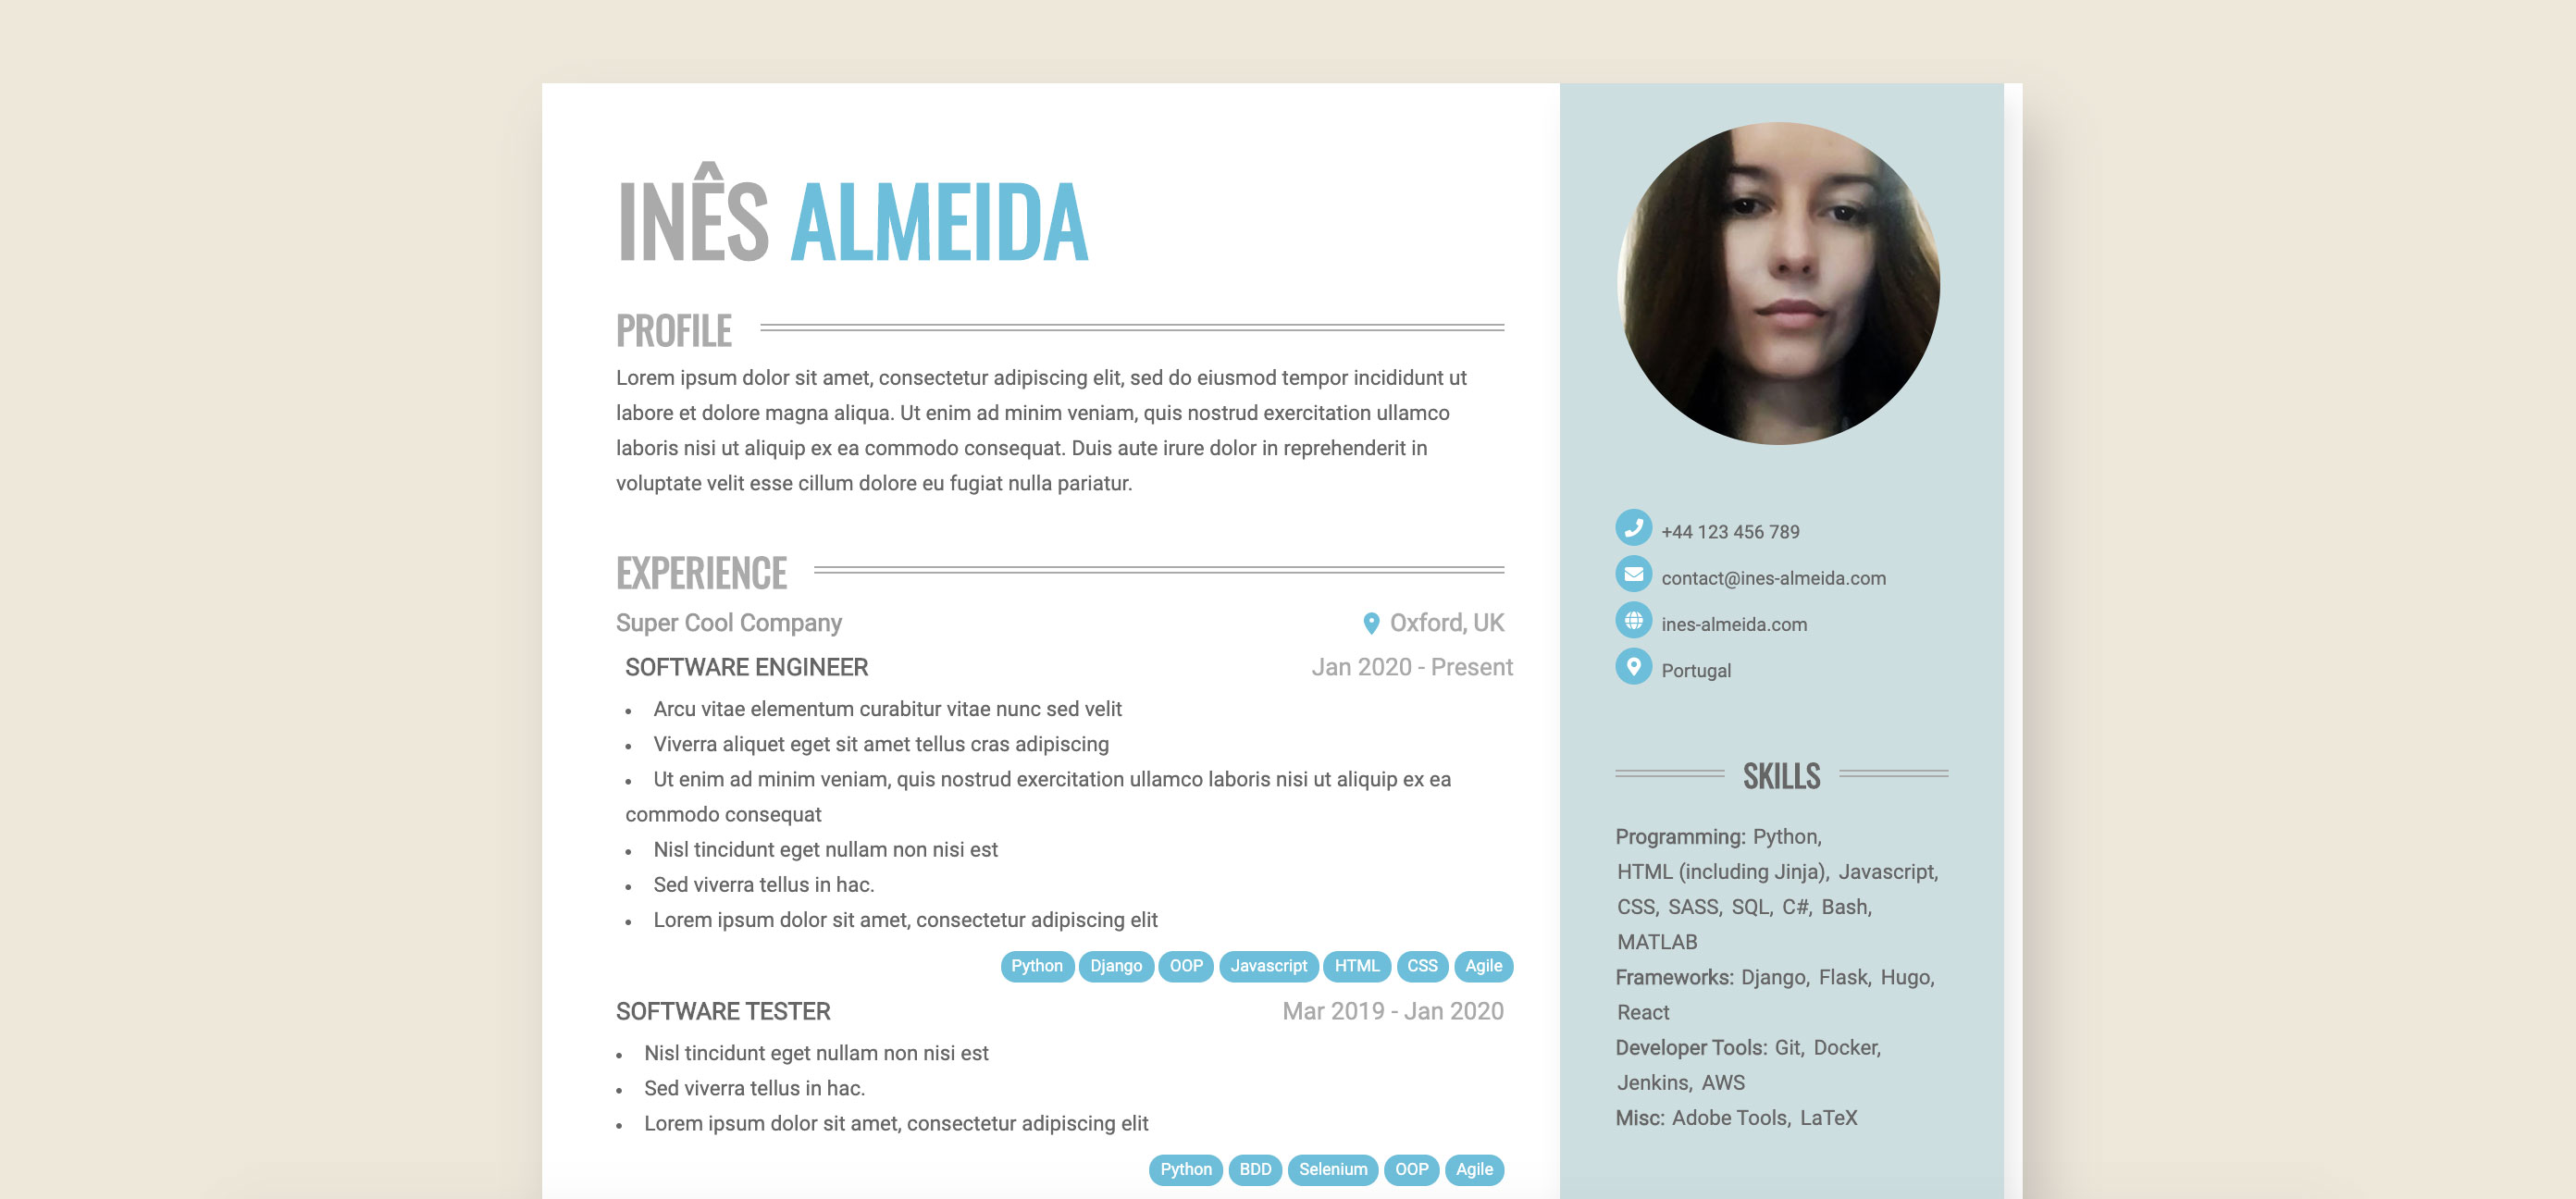 INÊS ALMEIDA
PROFILE
Lorem ipsum dolor sit amet, consectetur adipiscing elit, sed do eiusmod tempor incididunt ut
labore et dolore magna aliqua. Ut enim ad minim veniam, quis nostrud exercitation ullamco
laboris nisi ut aliquip ex ea commodo consequat. Duis aute irure dolor in reprehenderit in
voluptate velit esse cillum dolore eu fugiat nulla pariatur.
EXPERIENCE
Super Cool Company
Oxford, UK
SOFTWARE ENGINEER
Jan 2020 - Present
• Arcu vitae elementum curabitur vitae nunc sed velit
• Viverra aliquet eget sit amet tellus cras adipiscing
• Ut enim ad minim veniam, quis nostrud exercitation ullamco laboris nisi ut aliquip ex ea
commodo consequat
• Nisl tincidunt eget nullam non nisi est
• Sed viverra tellus in hac.
• Lorem ipsum dolor sit amet, consectetur adipiscing elit
Python Django OOP Javascript HTML CSS Agile
SOFTWARE TESTER
Mar 2019 - Jan 2020
• Nisl tincidunt eget nullam non nisi est
• Sed viverra tellus in hac.
• Lorem ipsum dolor sit amet, consectetur adipiscing elit
Python BDD Selenium OOP Agile
+44 123 456 789
contact@ines-almeida.com
ines-almeida.com
Portugal
SKILLS
Programming: Python,
HTML (including Jinja), Javascript,
CSS, SASS, SQL, C#, Bash,
MATLAB
Frameworks: Django, Flask, Hugo,
React
Developer Tools: Git, Docker,
Jenkins, AWS
Misc: Adobe Tools, LaTeX